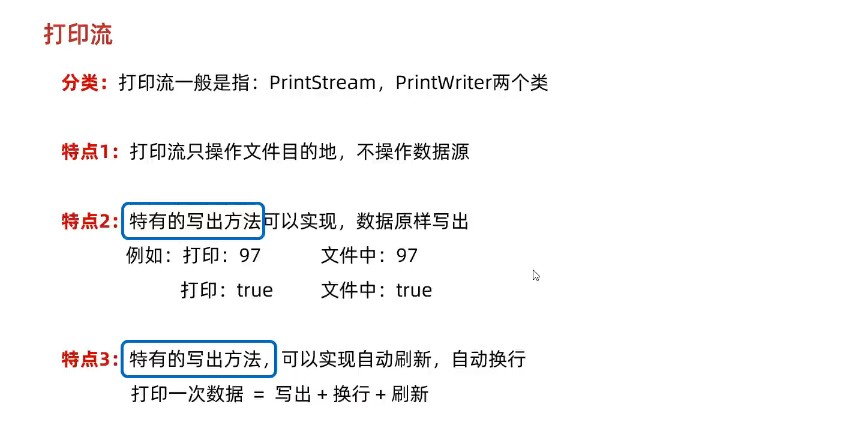 打印流
分类：打印流一般是指：PrintStream，PrintWriter两个类
特点1：打印流只操作文件目的地，不操作数据源
特点2：特有的写出方法可以实现，数据原样写出
例如：打印：97 文件中：97
打印：true 文件中：true
特点3：特有的写出方法，可以实现自动刷新，自动换行
打印一次数据 = 写出 + 换行 + 刷新